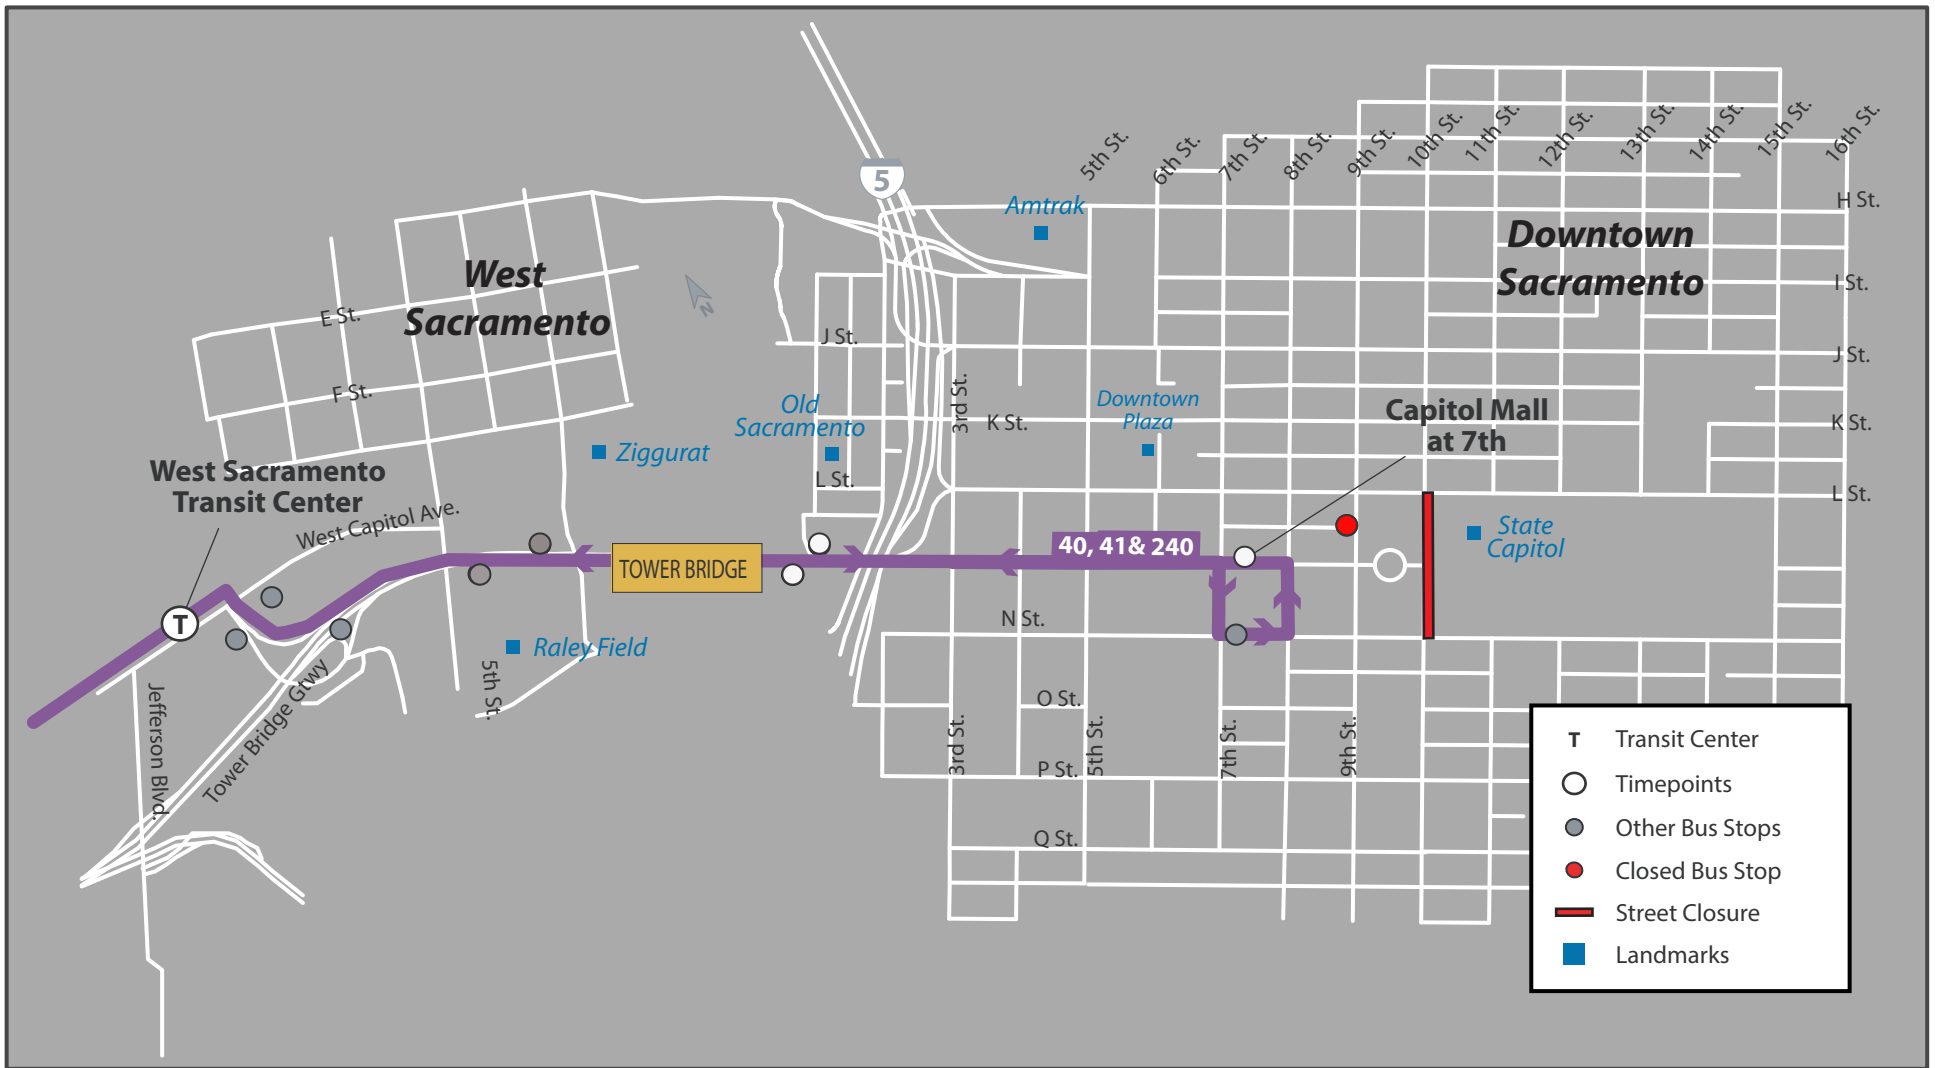 5th St.
6th St.
7th St.
8th St.
9th St.
10th St.
11th St.
12th St.
13th St.
14th St.
15th St.
16th St.
5
Amtrak
H St.
Downtown
Sacramento
West
Sacramento
N
I St.
E St.
J St.
J St.
F St.
3rd St.
K St.
Old
Sacramento
Downtown
Plaza
Capitol Mall
at 7th
K St.
Ziggurat
West Sacramento
Transit Center
L St.
L St.
West Capitol Ave.
40, 41& 240
State
Capitol
TOWER BRIDGE
T
N St.
Raley Field
5th St.
Jefferson Blvd.
Tower Bridge Gtwy
O St.
3rd St.
5th St.
7th St.
9th St.
P St.
Q St.
T Transit Center
Timepoints
Other Bus Stops
Closed Bus Stop
Street Closure
Landmarks